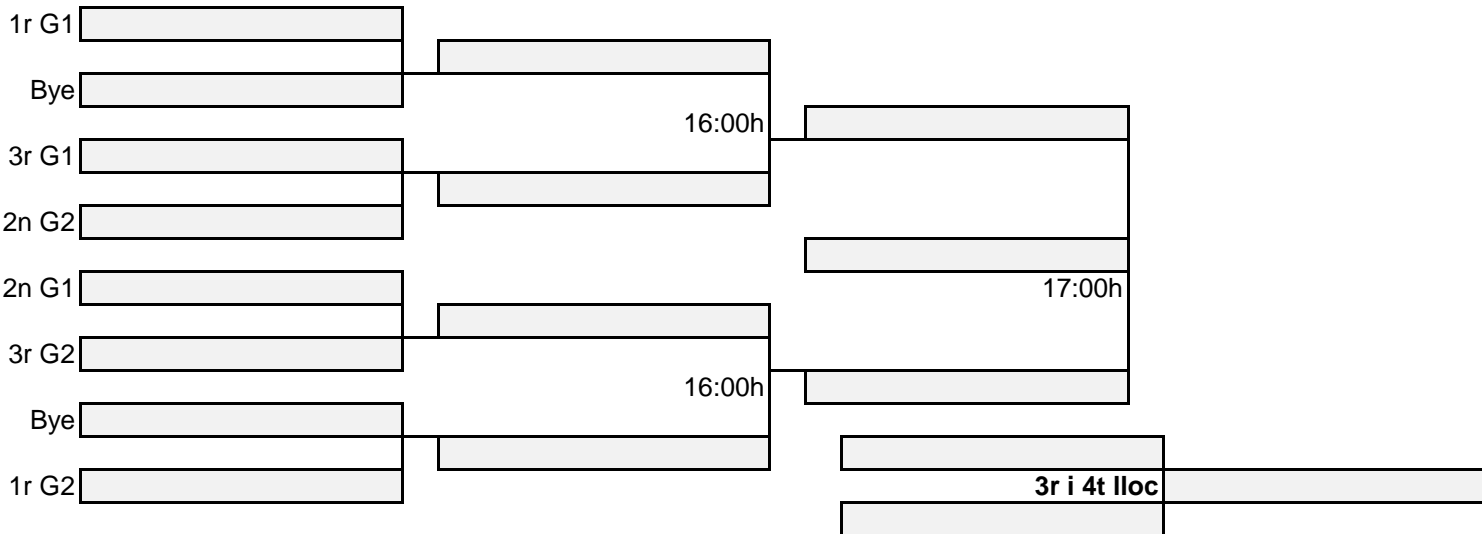 1r G1
Bye
16:00h
3r G1
2n G2
2n G1
17:00h
3r G2
16:00h
Bye
1r G2
3r i 4t lloc